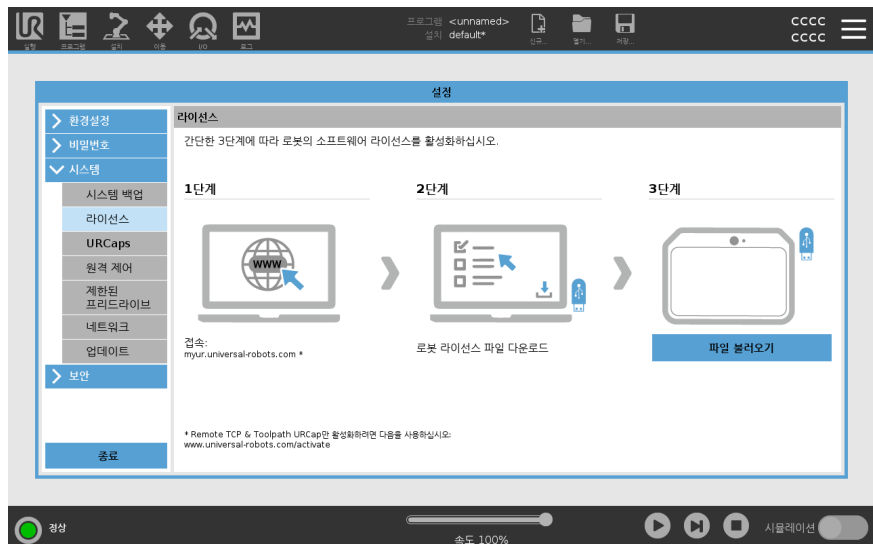 UR
실행
프로그램
설치
이동
I/O
로그
프로그램 <unnamed>
설치 default*
신규...
열기...
저장...
cccc
cccc
설정
환경설정
비밀번호
시스템
시스템 백업
라이선스
URCaps
원격 제어
제한된
프리드라이브
네트워크
업데이트
보안
종료
라이선스
간단한 3단계에 따라 로봇의 소프트웨어 라이선스를 활성화하십시오.
1단계
2단계
3단계
www
접속:
myur.universal-robots.com *
로봇 라이선스 파일 다운로드
파일 불러오기
* Remote TCP & Toolpath URCap만 활성화하려면 다음을 사용하십시오:
www.universal-robots.com/activate
정상
속도 100%
시뮬레이션